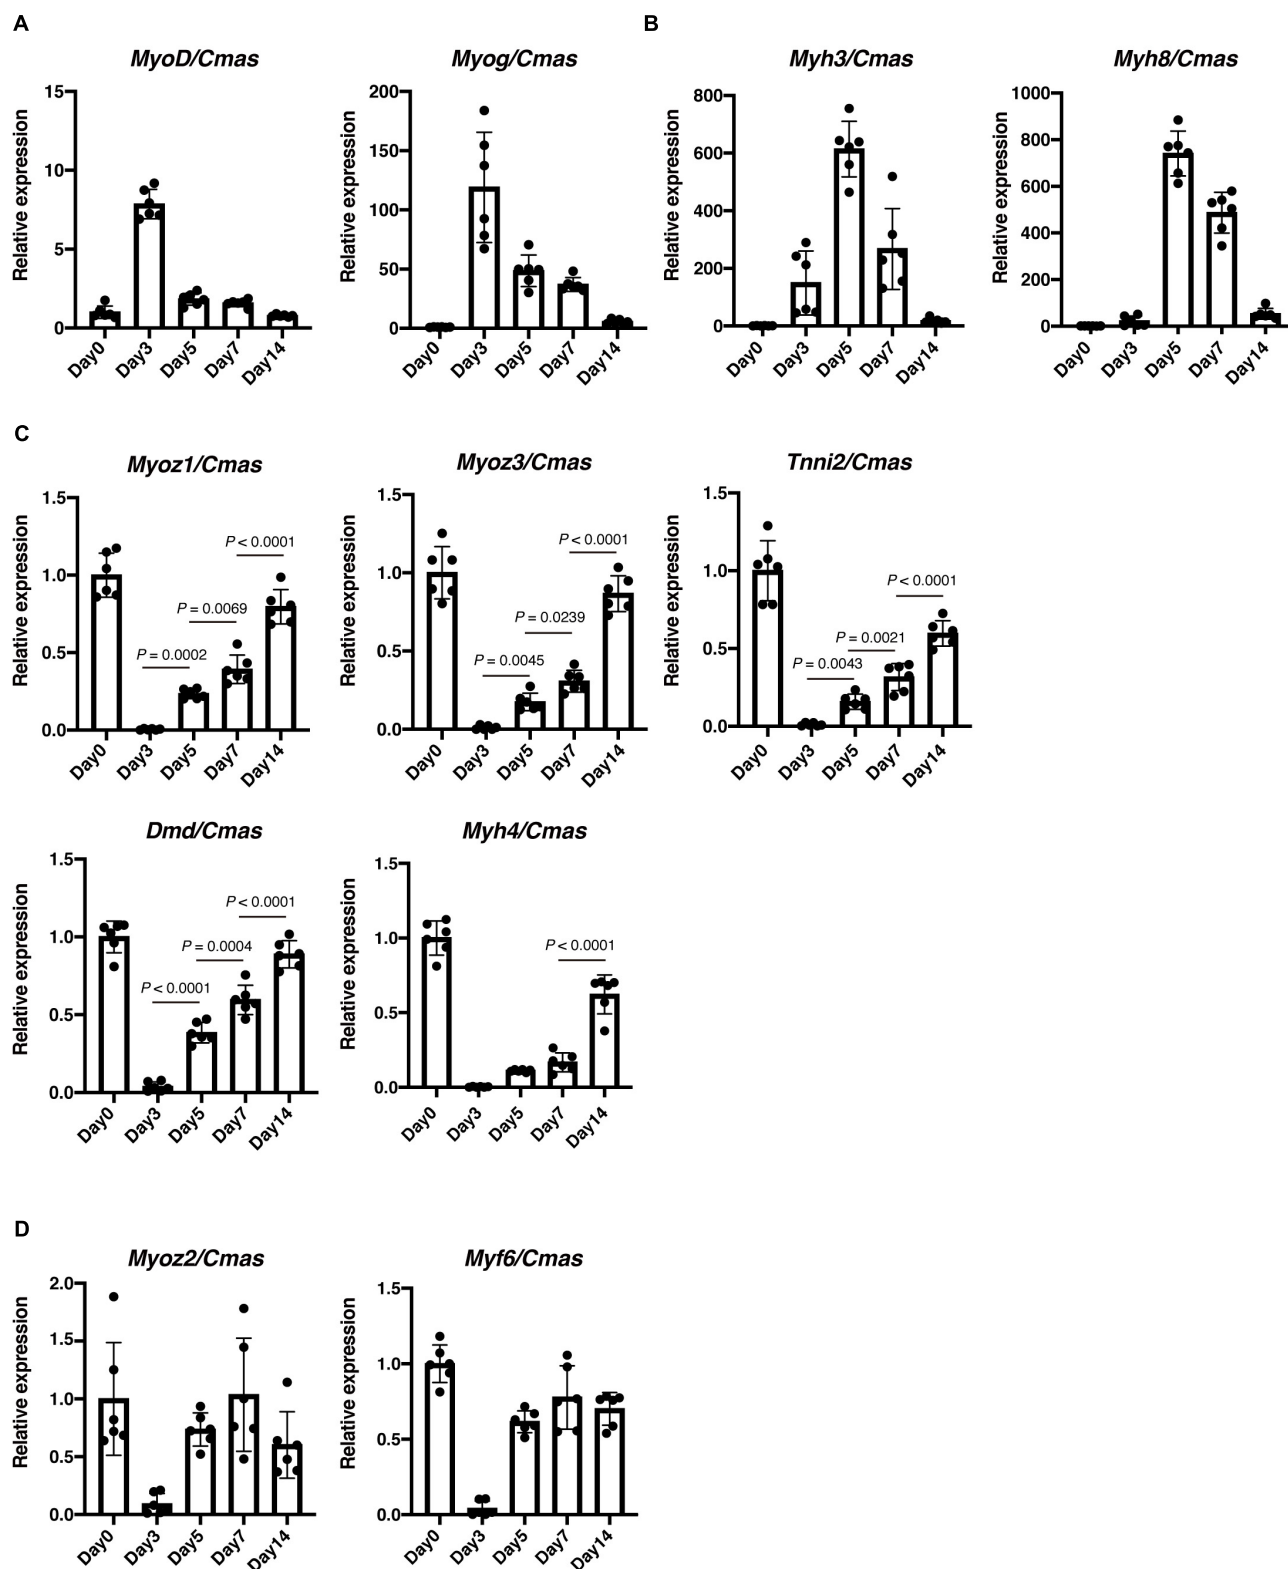 A
B
MyoD/Cmas
Myog/Cmas
Myh3/Cmas
Myh8/Cmas
Relative expression
15
10
5
0
Day0
Day3
Day5
Day7
Day14
Relative expression
200
150
100
50
0
Day0
Day3
Day5
Day7
Day14
Relative expression
800
600
400
200
0
Day0
Day3
Day5
Day7
Day14
Relative expression
1000
800
600
400
200
0
Day0
Day3
Day5
Day7
Day14
C
Myoz1/Cmas
Relative expression
1.5
1.0
0.5
0.0
P < 0.0001
P = 0.0069
P = 0.0002
Day0
Day3
Day5
Day7
Day14
Myoz3/Cmas
Relative expression
1.5
1.0
0.5
0.0
P < 0.0001
P = 0.0239
P = 0.0045
Day0
Day3
Day5
Day7
Day14
Tnni2/Cmas
Relative expression
1.5
1.0
0.5
0.0
P < 0.0001
P = 0.0021
P = 0.0043
Day0
Day3
Day5
Day7
Day14
Dmd/Cmas
Relative expression
1.5
1.0
0.5
0.0
P < 0.0001
P = 0.0004
P < 0.0001
Day0
Day3
Day5
Day7
Day14
Myh4/Cmas
Relative expression
1.5
1.0
0.5
0.0
P < 0.0001
Day0
Day3
Day5
Day7
Day14
D
Myoz2/Cmas
Relative expression
2.0
1.5
1.0
0.5
0.0
Day0
Day3
Day5
Day7
Day14
Myf6/Cmas
Relative expression
1.5
1.0
0.5
0.0
Day0
Day3
Day5
Day7
Day14